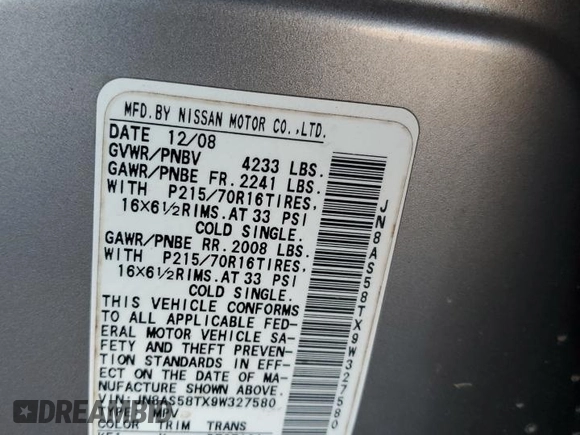 MFD.BY NISSAN MOTOR CO.,LTD.
DATE 12/08
GVWR/PNBV 4233 LBS.
GAWR/PNBE FR. 2241 LBS.
WITH P215/70R16TIRES,
16X6½RIMS.AT 33 PSI
COLD SINGLE.
GAWR/PNBE RR. 2008 LBS.
WITH P215/70R16TIRES,
16X6½RIMS.AT 33 PSI
COLD SINGLE.
THIS VEHICLE CONFORMS
TO ALL APPLICABLE FED-
ERAL MOTOR VEHICLE SA-
FETY AND THEFT PREVEN-
TION STANDARDS IN EFF-
ECT ON THE DATE OF MA-
NUFACTURE SHOWN ABOVE.
VIN: JN8AS58TX9W327580
TYPE: MPV
COLOR TRIM TRANS
JN8AS58TX9W327580
DEALERSHIP